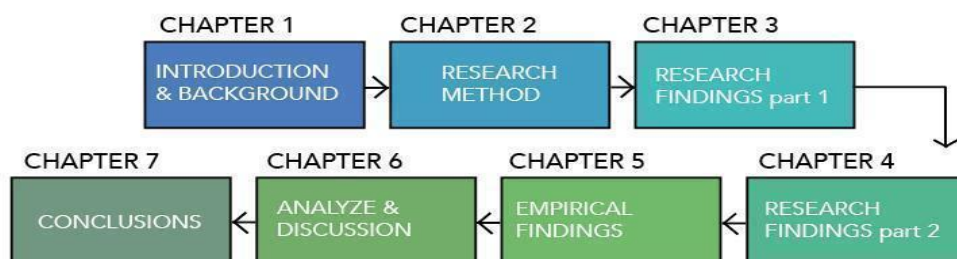 CHAPTER 1
INTRODUCTION
& BACKGROUND
CHAPTER 2
RESEARCH
METHOD
CHAPTER 3
RESEARCH
FINDINGS part 1
CHAPTER 7
CONCLUSIONS
CHAPTER 6
ANALYZE &
DISCUSSION
CHAPTER 5
EMPIRICAL
FINDINGS
CHAPTER 4
RESEARCH
FINDINGS part 2